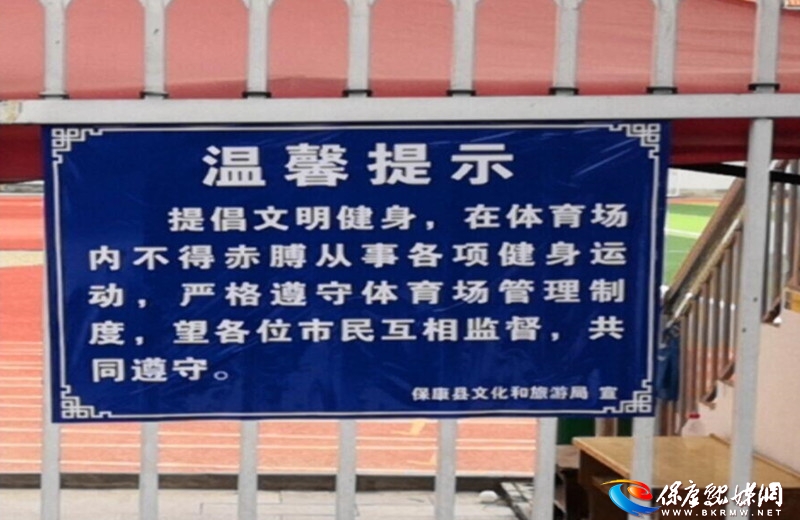 温馨提示
提倡文明健身，在体育场
内不得赤膊从事各项健身运
动，严格遵守体育场管理制
度，望各位市民互相监督，共
同遵守。
保康县文化和旅游局 宣
保康融媒网
WWW.BKRMW.NET